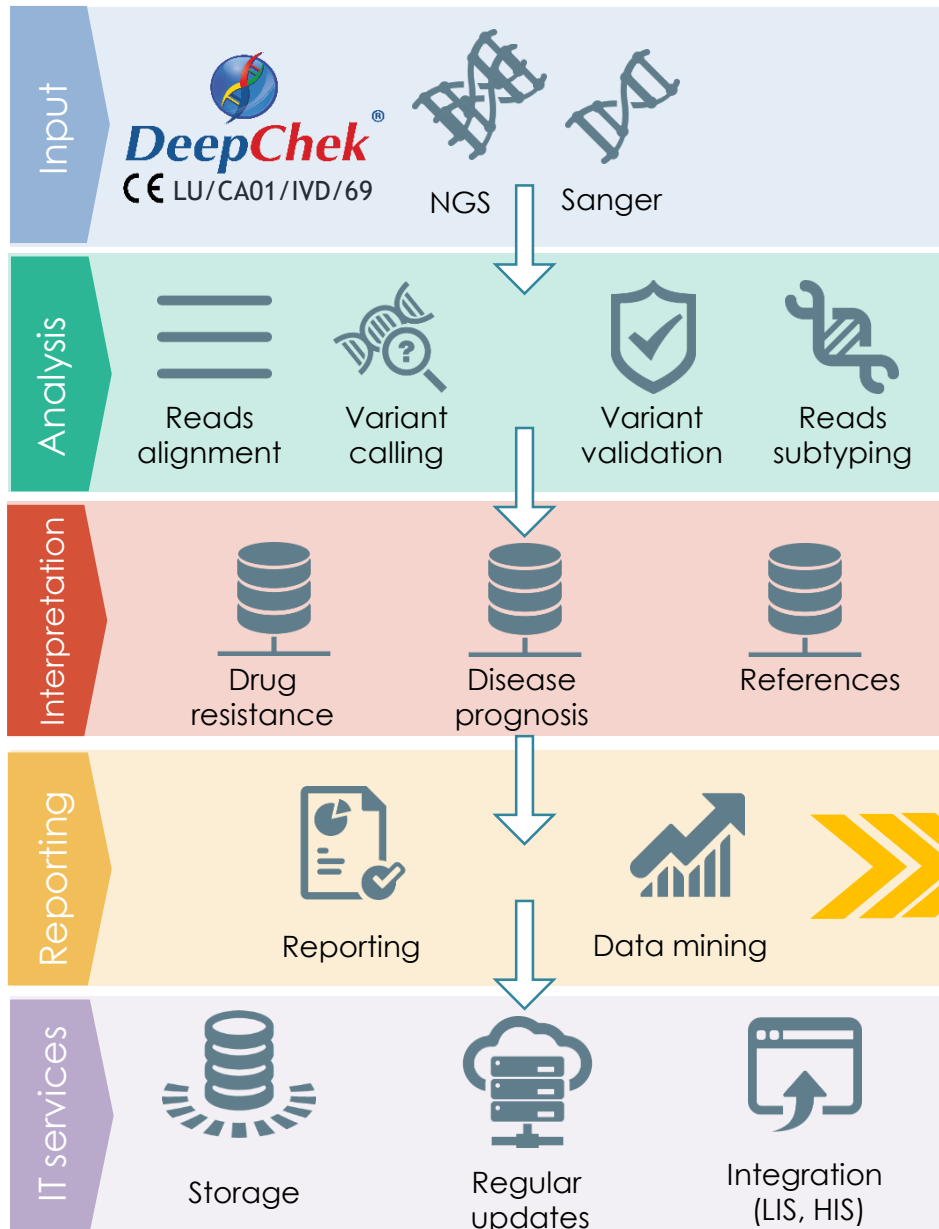 Input
DeepChek®
CE LU/CA01/IVD/69
NGS
Sanger
Analysis
Reads
alignment
Variant
calling
?
Variant
validation
Reads
subtyping
Interpretation
Drug
resistance
Disease
prognosis
References
Reporting
Reporting
Data mining
IT services
Storage
Regular
updates
Integration
(LIS, HIS)